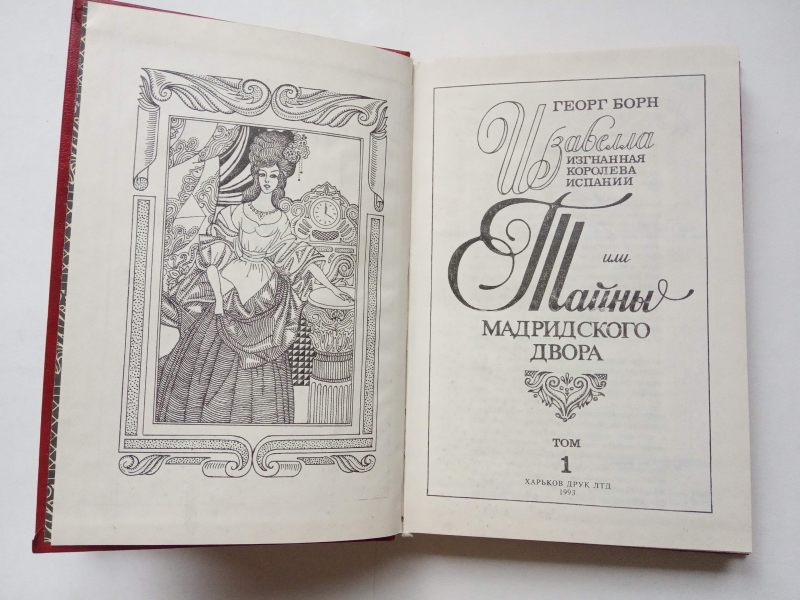 ГЕОРГ БОРН
Изабелла
ИЗГНАННАЯ
КОРОЛЕВА
ИСПАНИИ
или
Тайны
МАДРИДСКОГО
ДВОРА
ТОМ
1
ХАРЬКОВ ДРУК ЛТД
1993